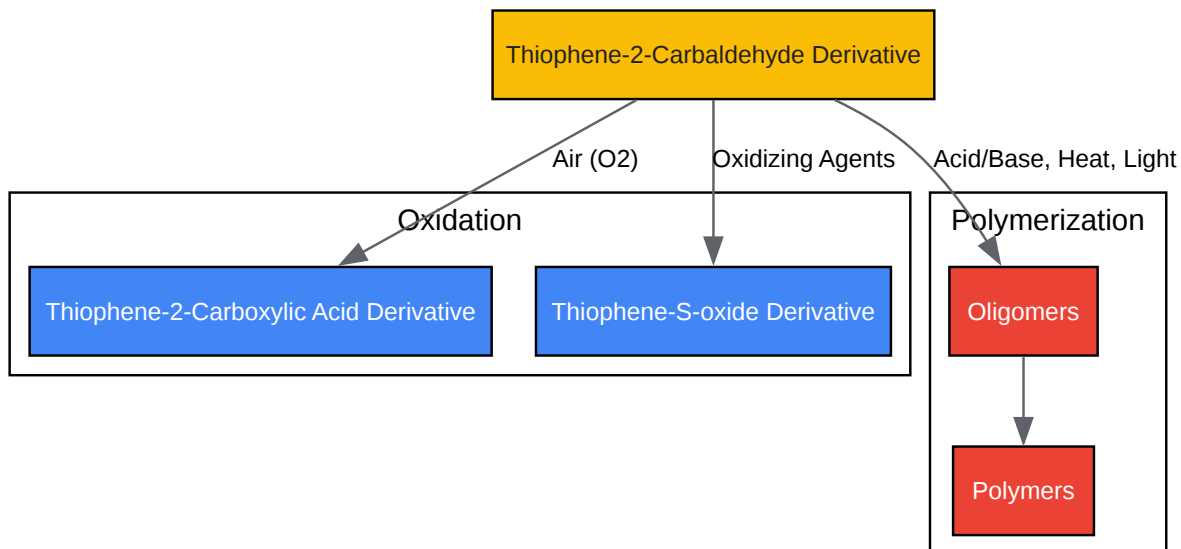 Thiophene-2-Carbaldehyde Derivative
Air (O2)
Oxidizing Agents
Acid/Base, Heat, Light
Oxidation
Polymerization
Thiophene-2-Carboxylic Acid Derivative
Thiophene-S-oxide Derivative
Oligomers
Polymers